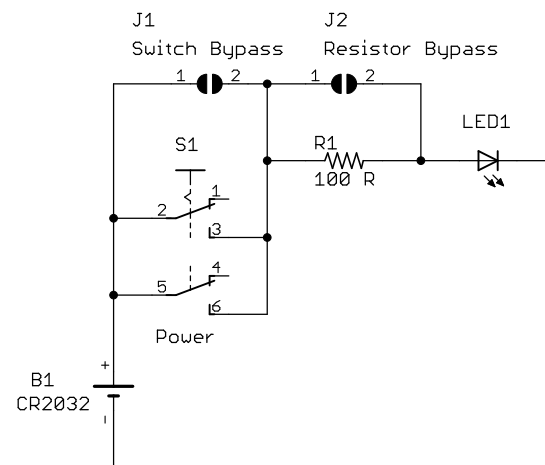 J1
Switch Bypass
1 2
J2
Resistor Bypass
1 2
LED1
R1
100 R
S1
1
2
3
4
5
6
Power
+
B1
CR2032
-